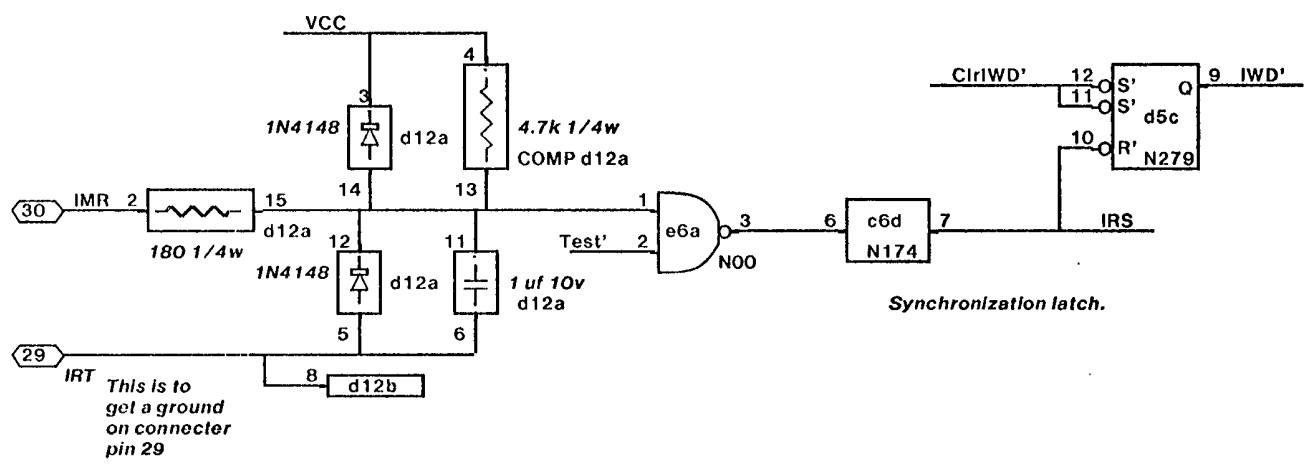 VCC
4
3
1N4148
d12a
4.7k 1/4w
COMP d12a
14
13
30
IMR
2
15
d12a
180 1/4w
12
1N4148
d12a
11
1 uf 10v
d12a
5
6
29
IRT
This is to
get a ground
on connecter
pin 29
8
d12b
1
Test'
2
e6a
3
N00
6
c6d
7
N174
IRS
Synchronization latch.
ClrIWD'
12
S'
11
S'
10
R'
Q
9
IWD'
d5c
N279